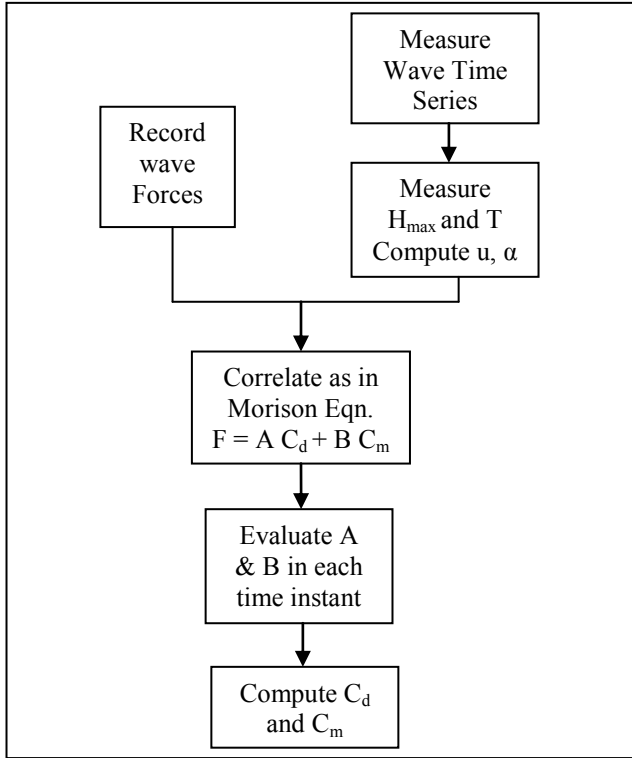 Measure
Wave Time
Series
Record
wave
Forces
Measure
Hmax and T
Compute u, α
Correlate as in
Morison Eqn.
F = A Cd + B Cm
Evaluate A
& B in each
time instant
Compute Cd
and Cm